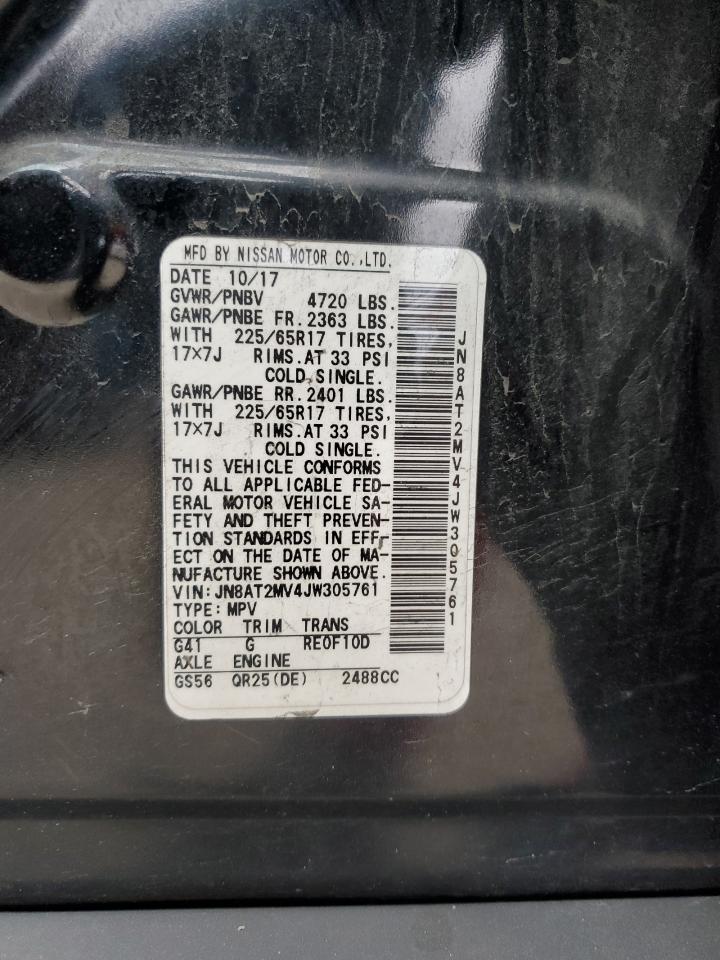 MFD BY NISSAN MOTOR CO.,LTD.
DATE 10/17
GVWR/PNBV 4720 LBS.
GAWR/PNBE FR.2363 LBS.
WITH 225/65R17 TIRES,
17×7J RIMS.AT 33 PSI
COLD.SINGLE.
GAWR/PNBE RR.2401 LBS.
WITH 225/65R17 TIRES,
17×7J RIMS.AT 33 PSI
COLD SINGLE.
THIS VEHICLE CONFORMS
TO ALL APPLICABLE FED-
ERAL MOTOR VEHICLE SA-
FETY AND THEFT PREVEN-
TION STANDARDS IN EFF-
ECT ON THE DATE OF MA-
NUFACTURE SHOWN ABOVE.
VIN:JN8AT2MV4JW305761
TYPE:MPV
COLOR TRIM TRANS
G41 G RE0F10D
AXLE ENGINE
GS56 QR25(DE) 2488CC
JN8AT2MV4JW305761